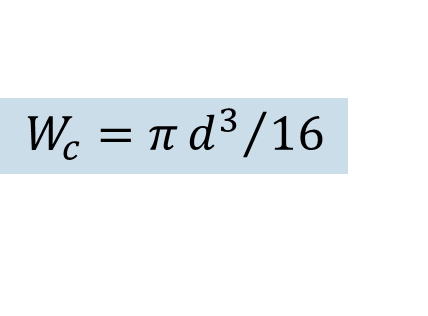 W_c = π d³/16